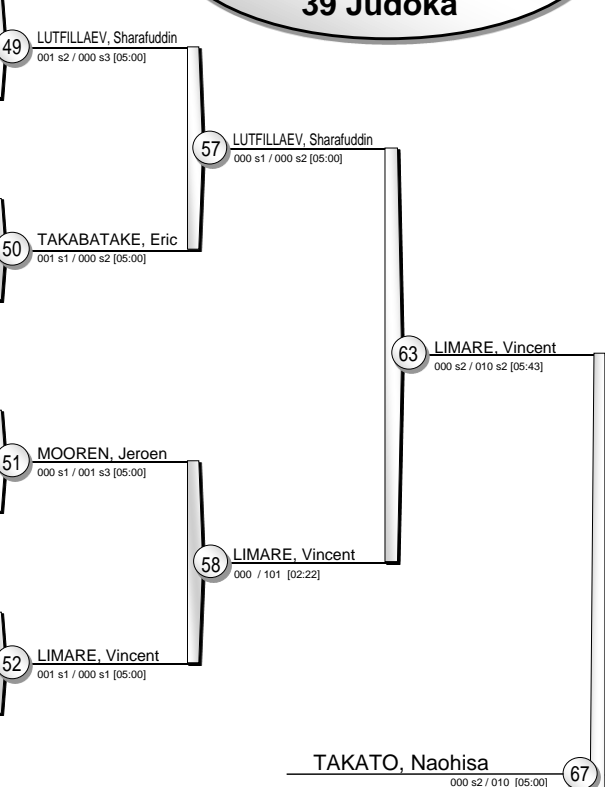 39 Judoka
49 LUTFILLAEV, Sharafuddin
001 s2 / 000 s3 [05:00]
57 LUTFILLAEV, Sharafuddin
000 s1 / 000 s2 [05:00]
50 TAKABATAKE, Eric
001 s1 / 000 s2 [05:00]
63 LIMARE, Vincent
000 s2 / 010 s2 [05:43]
51 MOOREN, Jeroen
000 s1 / 001 s3 [05:00]
58 LIMARE, Vincent
000 / 101 [02:22]
52 LIMARE, Vincent
001 s1 / 000 s1 [05:00]
TAKATO, Naohisa 67
000 s2 / 010 [05:00]